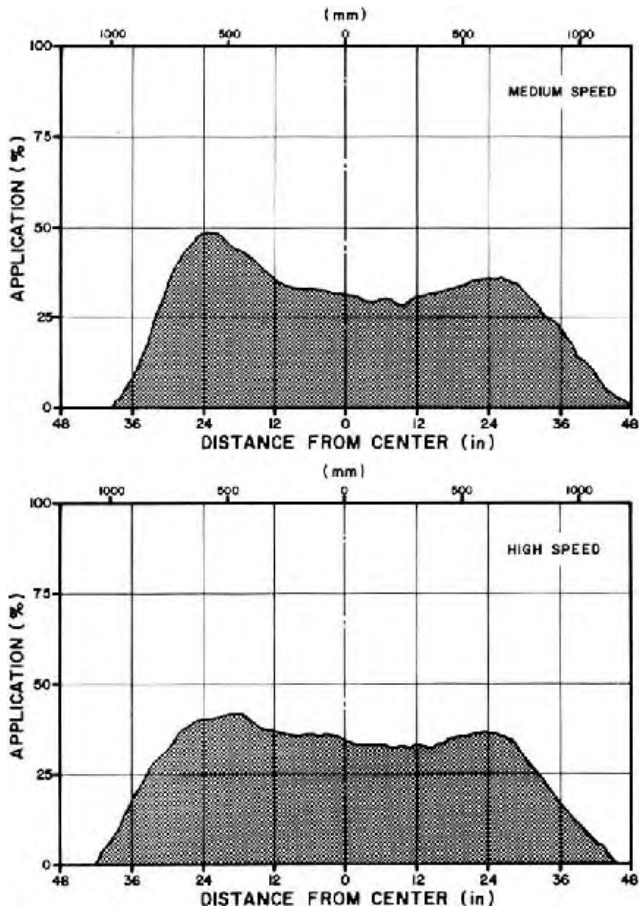 (mm)
1000 500 0 500 1000
100
75
50
25
0
APPLICATION (%)
MEDIUM SPEED
48 36 24 12 0 12 24 36 48
DISTANCE FROM CENTER (in)
(mm)
1000 500 0 500 1000
100
75
50
25
0
APPLICATION (%)
HIGH SPEED
48 36 24 12 0 12 24 36 48
DISTANCE FROM CENTER (in)